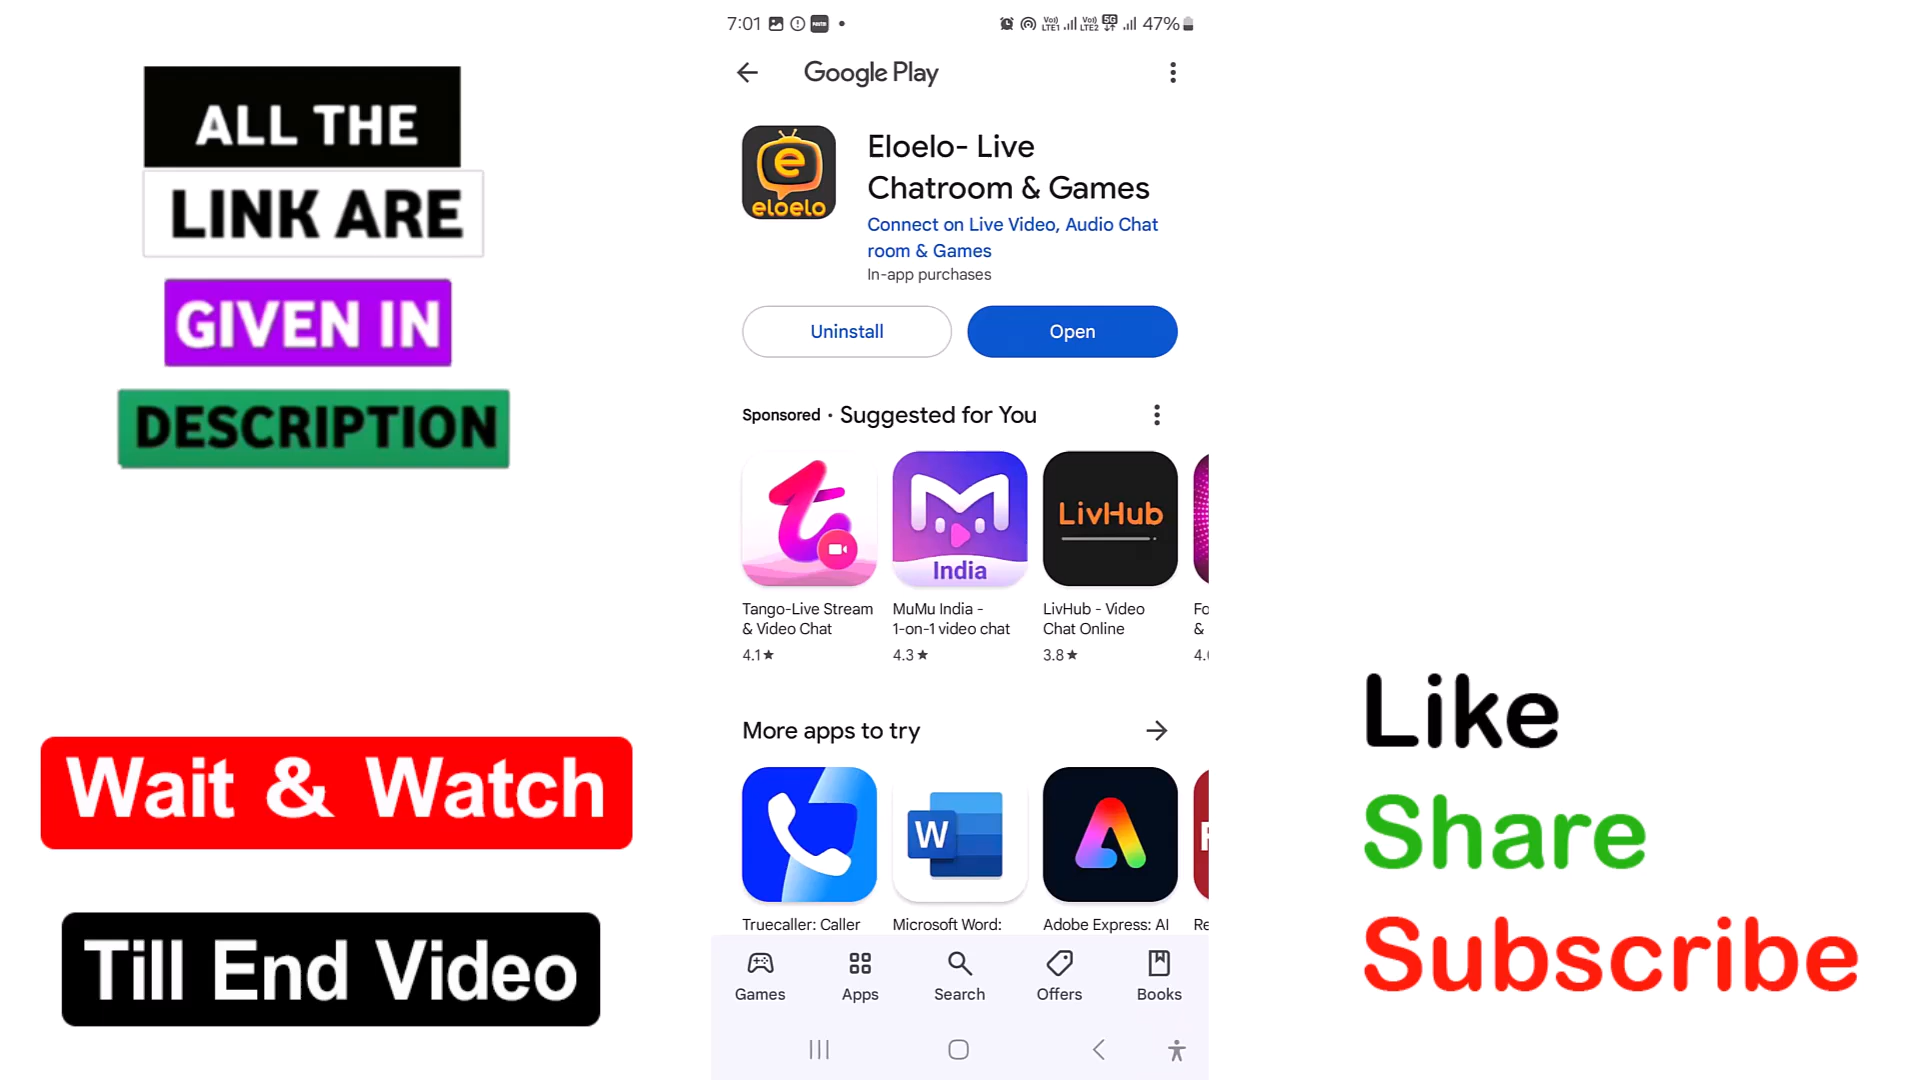 ALL THE
LINK ARE
GIVEN IN
DESCRIPTION
Wait & Watch
Till End Video
7:01
47%
Google Play
e
eloelo
Eloelo- Live
Chatroom & Games
Connect on Live Video, Audio Chat
room & Games
In-app purchases
Uninstall
Open
Sponsored · Suggested for You
India
LivHub
Tango-Live Stream
& Video Chat
4.1★
MuMu India -
1-on-1 video chat
4.3★
LivHub - Video
Chat Online
3.8★
Fo
&
More apps to try
W
Truecaller: Caller
Microsoft Word:
Adobe Express: AI
Re
Games
Apps
Search
Offers
Books
Like
Share
Subscribe